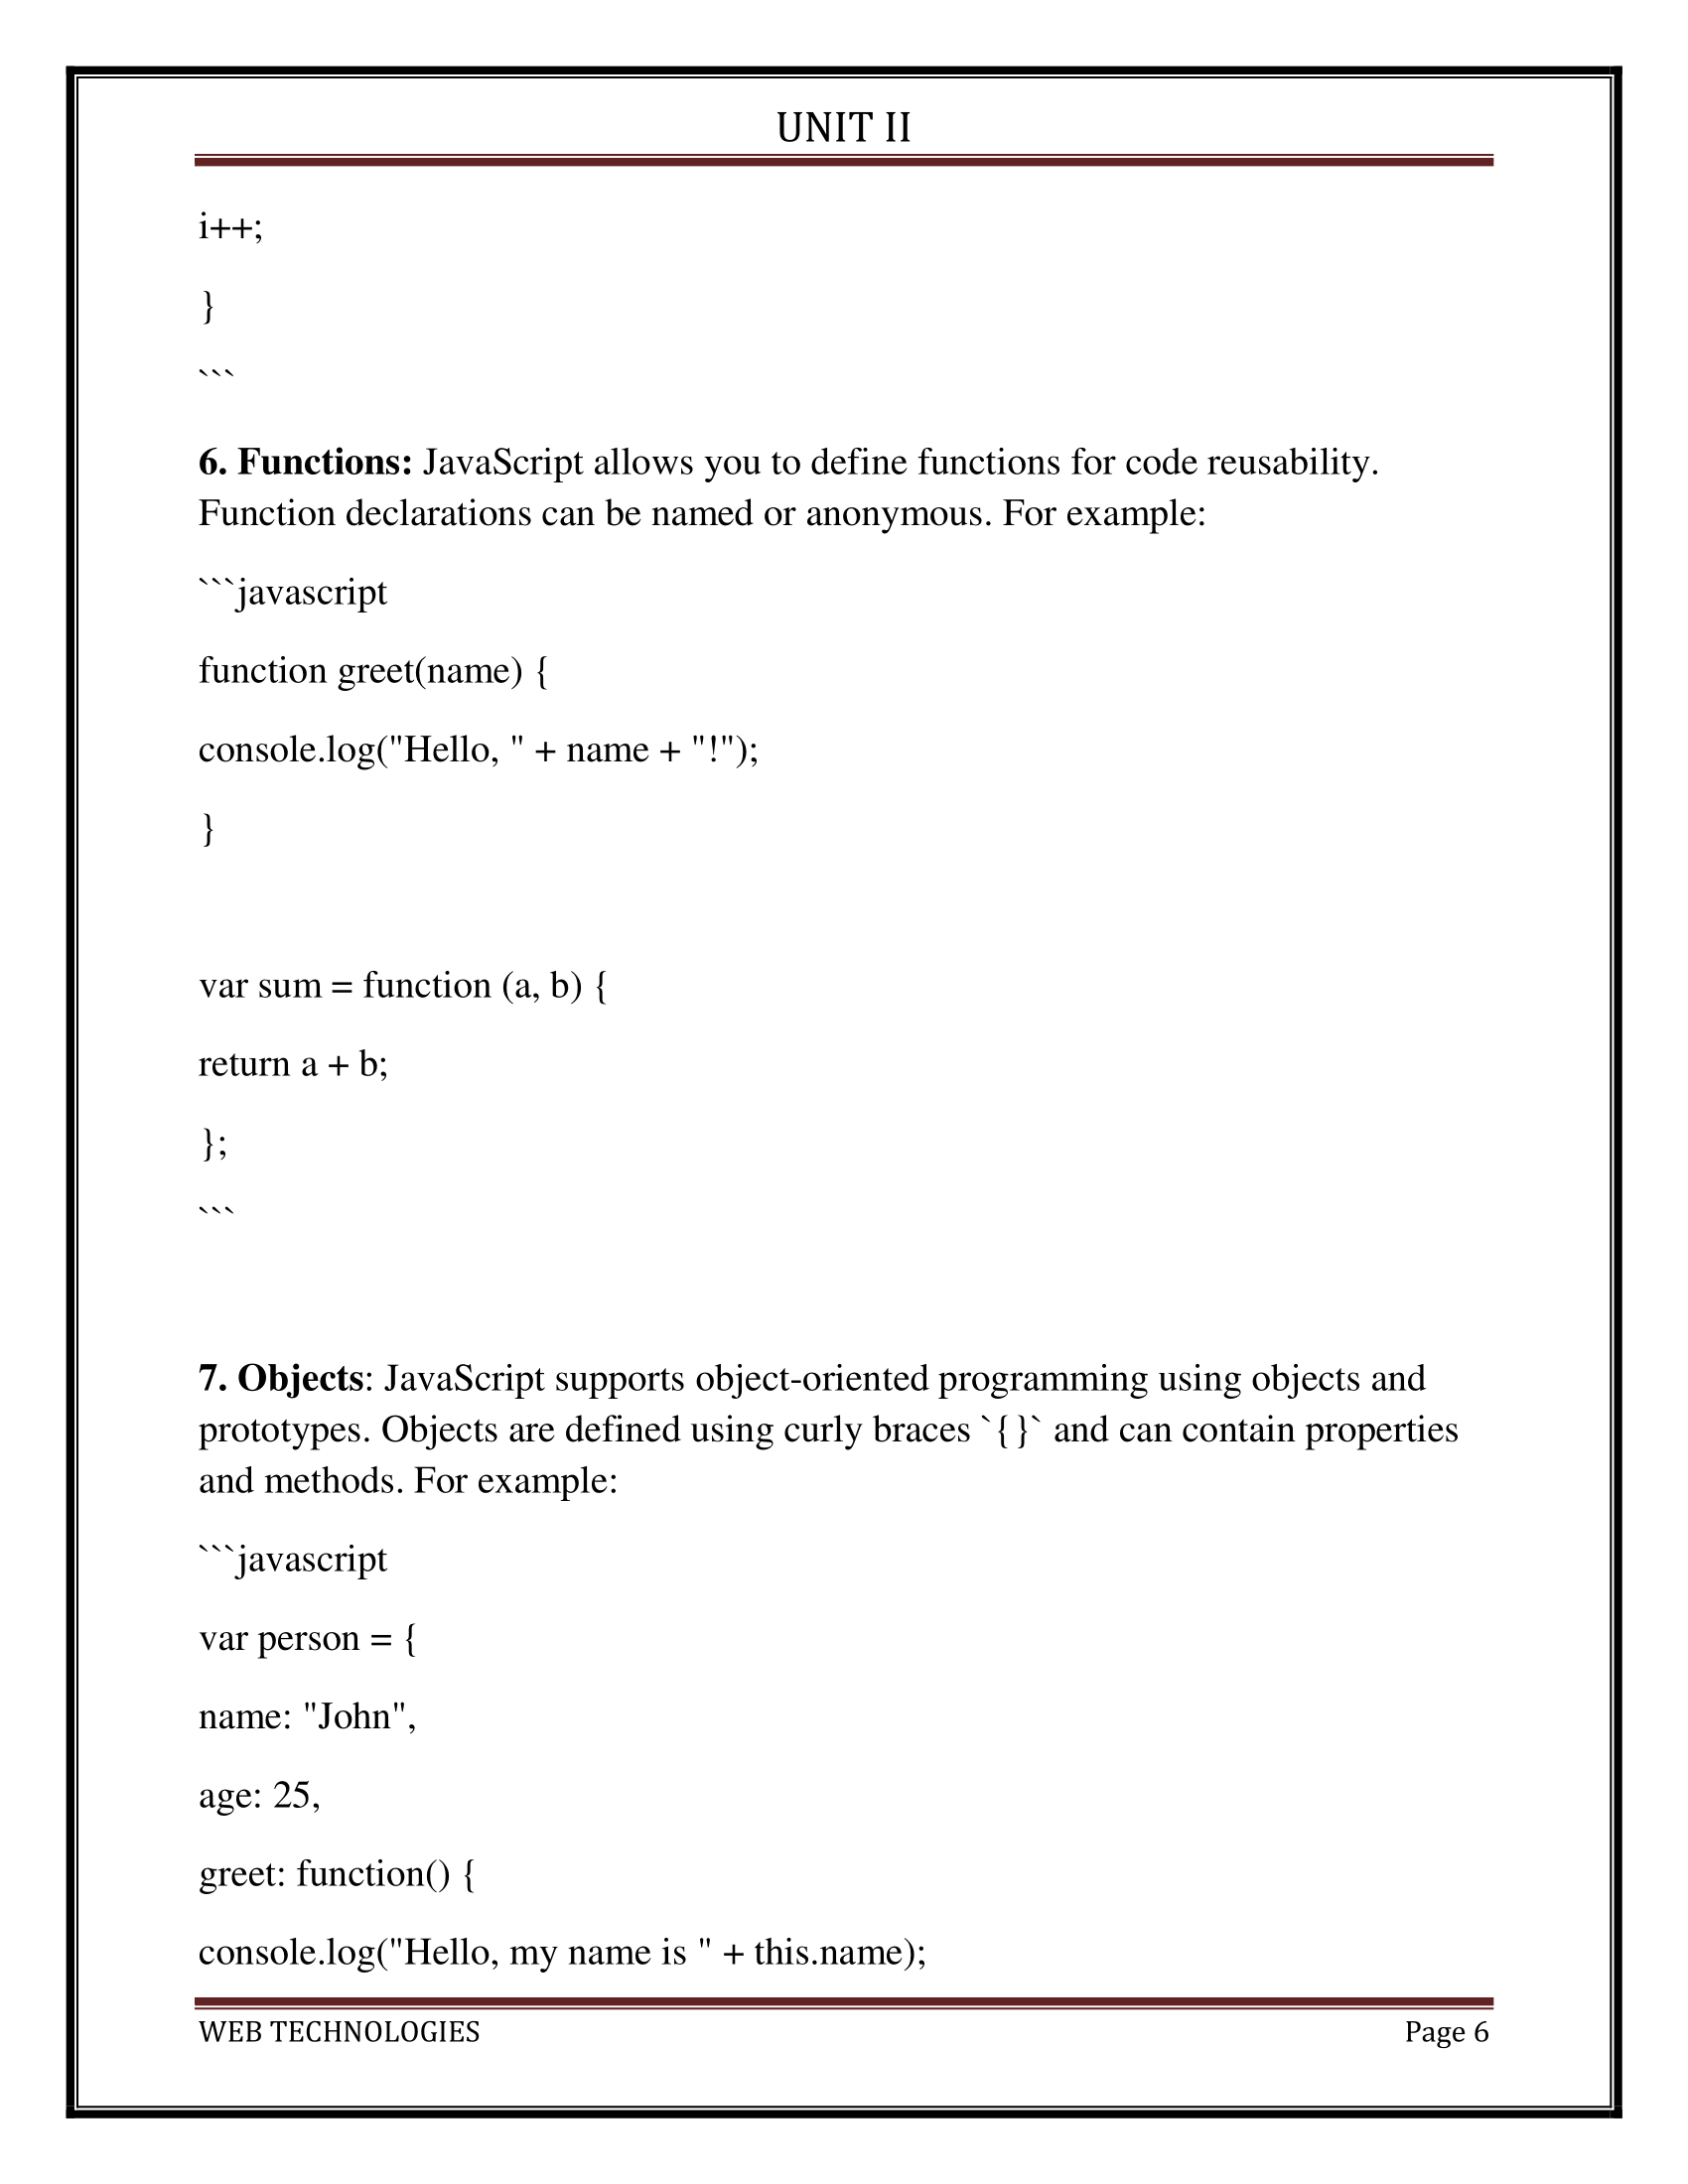 UNIT II
i++;
}
```
6. Functions: JavaScript allows you to define functions for code reusability.
Function declarations can be named or anonymous. For example:
```javascript
function greet(name) {
console.log("Hello, " + name + "!");
}
var sum = function (a, b) {
return a + b;
};
```
7. Objects: JavaScript supports object-oriented programming using objects and
prototypes. Objects are defined using curly braces `{}` and can contain properties
and methods. For example:
```javascript
var person = {
name: "John",
age: 25,
greet: function() {
console.log("Hello, my name is " + this.name);
WEB TECHNOLOGIES Page 6